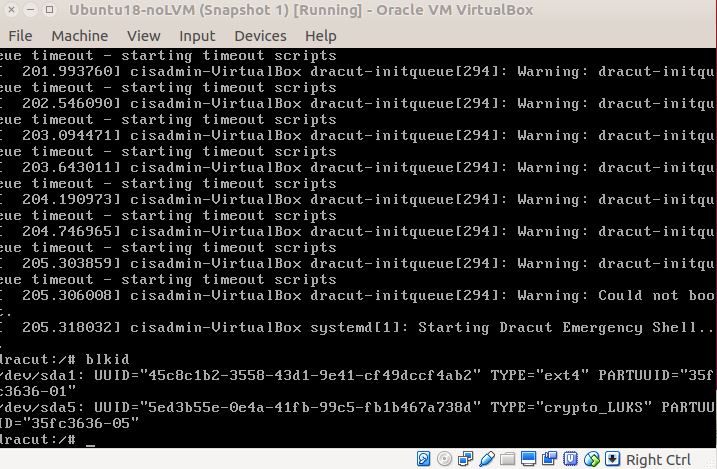 Ubuntu18-noLVM (Snapshot 1) [Running] - Oracle VM VirtualBox
File Machine View Input Devices Help
eue timeout - starting timeout scripts
[  201.993760] cisadmin-VirtualBox dracut-initqueue[294]: Warning: dracut-initqu
eue timeout - starting timeout scripts
[  202.546090] cisadmin-VirtualBox dracut-initqueue[294]: Warning: dracut-initqu
eue timeout - starting timeout scripts
[  203.094471] cisadmin-VirtualBox dracut-initqueue[294]: Warning: dracut-initqu
eue timeout - starting timeout scripts
[  203.643011] cisadmin-VirtualBox dracut-initqueue[294]: Warning: dracut-initqu
eue timeout - starting timeout scripts
[  204.190973] cisadmin-VirtualBox dracut-initqueue[294]: Warning: dracut-initqu
eue timeout - starting timeout scripts
[  204.746965] cisadmin-VirtualBox dracut-initqueue[294]: Warning: dracut-initqu
eue timeout - starting timeout scripts
[  205.303859] cisadmin-VirtualBox dracut-initqueue[294]: Warning: dracut-initqu
eue timeout - starting timeout scripts
[  205.306008] cisadmin-VirtualBox dracut-initqueue[294]: Warning: Could not boo
t.
[  205.318032] cisadmin-VirtualBox systemd[1]: Starting Dracut Emergency Shell..
.
dracut:/# blkid
/dev/sda1: UUID="45c8c1b2-3558-43d1-9e41-cf49dccf4ab2" TYPE="ext4" PARTUUID="35f
c3636-01"
/dev/sda5: UUID="5ed3b55e-0e4a-41fb-99c5-fb1b467a738d" TYPE="crypto_LUKS" PARTUU
ID="35fc3636-05"
dracut:/# _
Right Ctrl